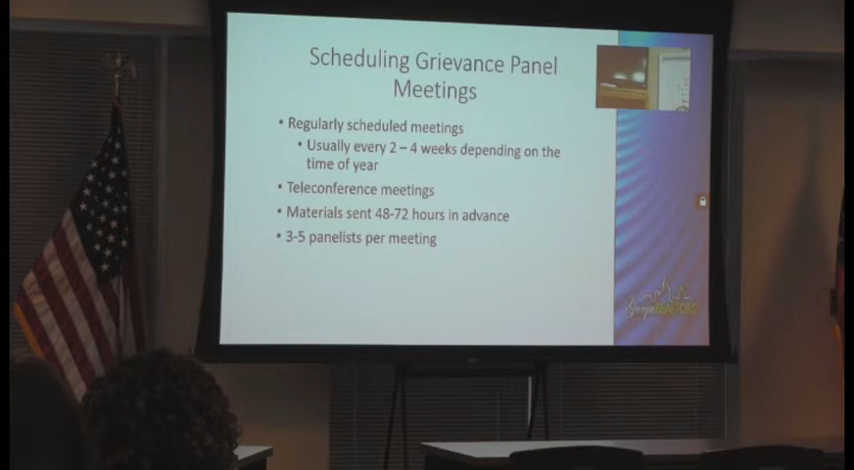 Scheduling Grievance Panel
Meetings
• Regularly scheduled meetings
• Usually every 2 – 4 weeks depending on the
time of year
• Teleconference meetings
• Materials sent 48-72 hours in advance
• 3-5 panelists per meeting
REALTORS